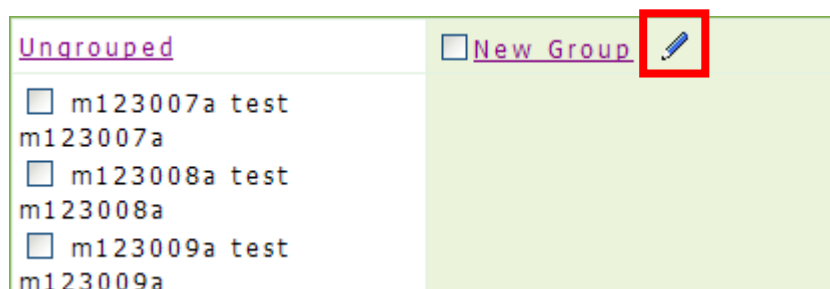 Ungrouped
New Group
m123007a test
m123007a
m123008a test
m123008a
m123009a test
m123009a